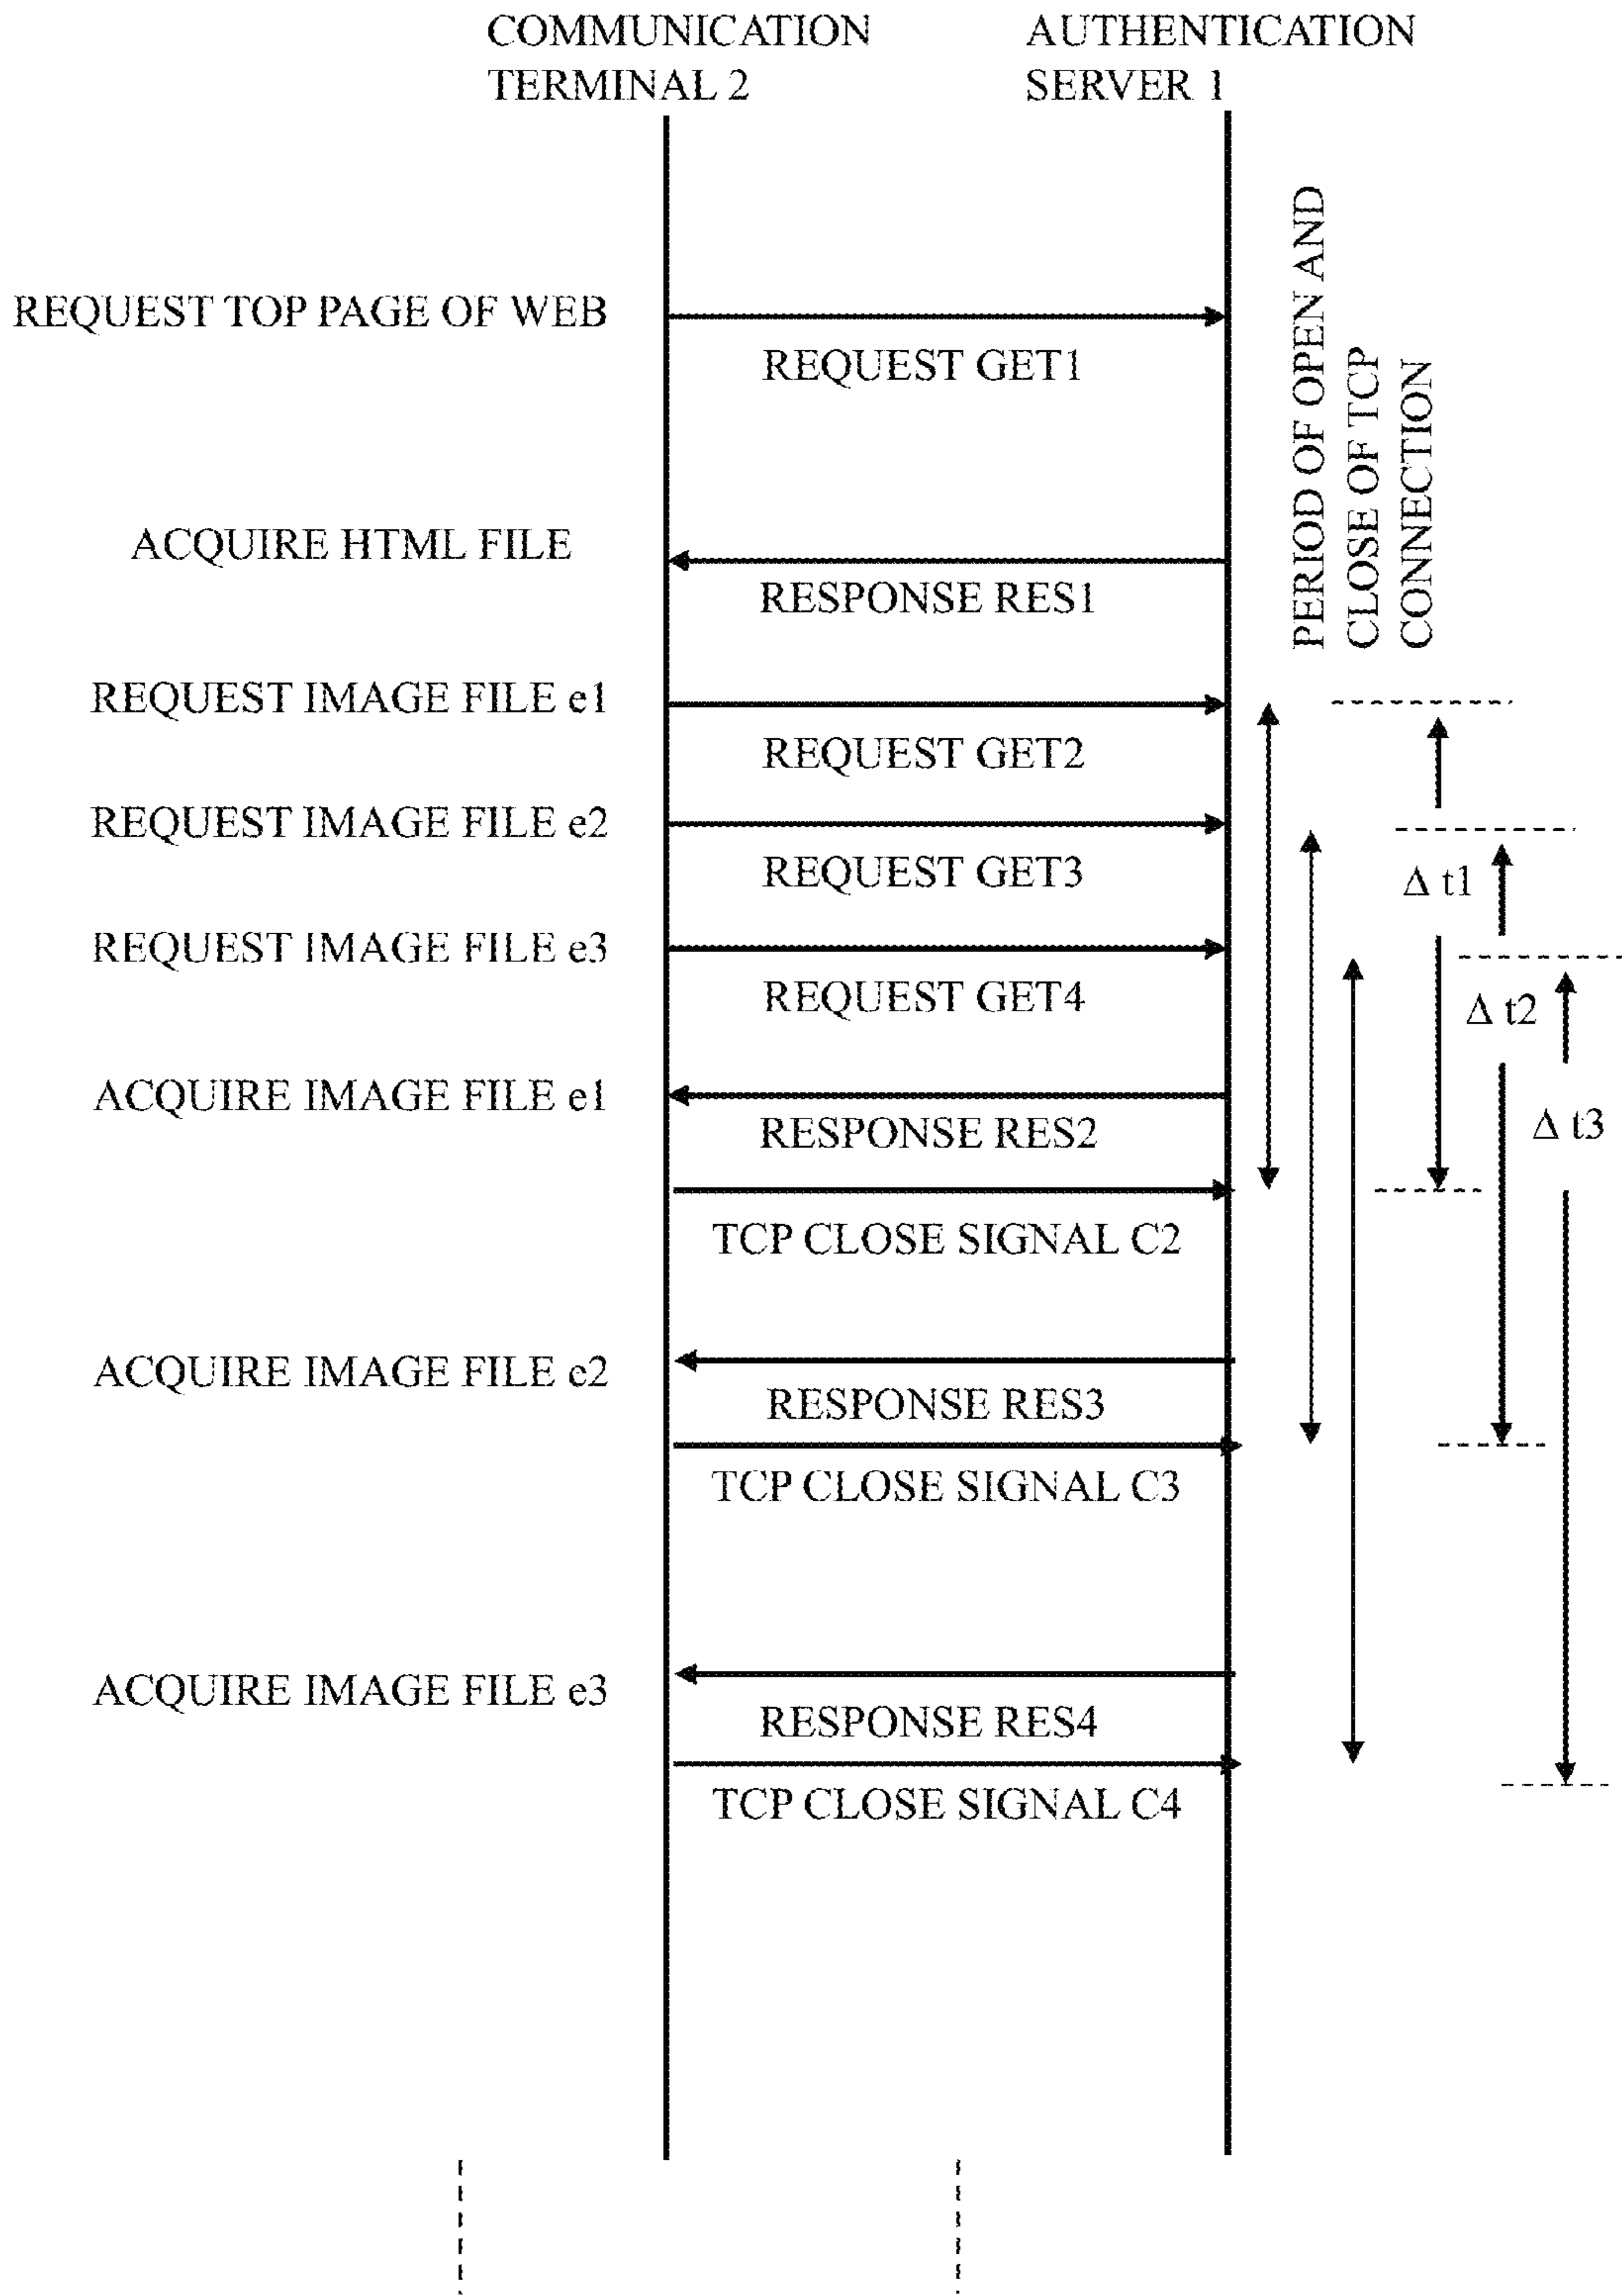 COMMUNICATION
TERMINAL 2
AUTHENTICATION
SERVER 1
PERIOD OF OPEN AND
CLOSE OF TCP
CONNECTION
REQUEST TOP PAGE OF WEB
REQUEST GET1
ACQUIRE HTML FILE
RESPONSE RES1
REQUEST IMAGE FILE e1
REQUEST GET2
REQUEST IMAGE FILE e2
REQUEST GET3
Δ t1
REQUEST IMAGE FILE e3
REQUEST GET4
Δ t2
ACQUIRE IMAGE FILE e1
RESPONSE RES2
Δ t3
TCP CLOSE SIGNAL C2
ACQUIRE IMAGE FILE e2
RESPONSE RES3
TCP CLOSE SIGNAL C3
ACQUIRE IMAGE FILE e3
RESPONSE RES4
TCP CLOSE SIGNAL C4